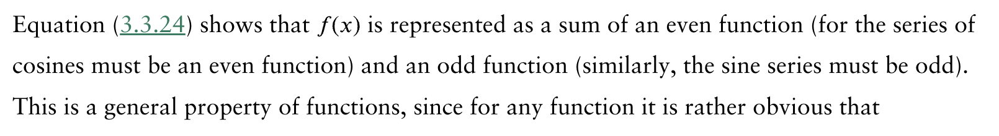 Equation (3.3.24) shows that f(x) is represented as a sum of an even function (for the series of
cosines must be an even function) and an odd function (similarly, the sine series must be odd).
This is a general property of functions, since for any function it is rather obvious that